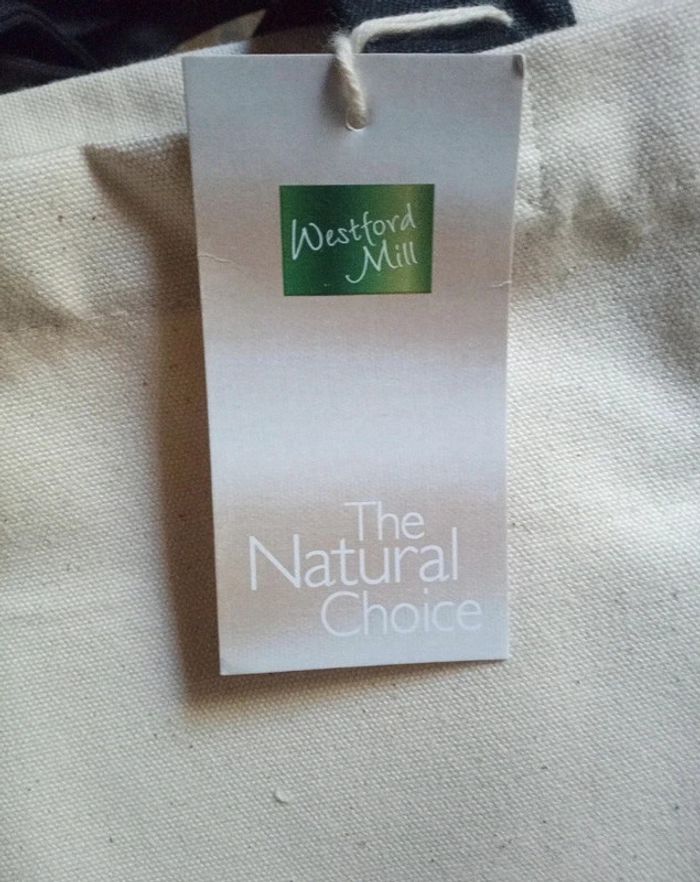 Westford
Mill
The
Natural
Choice